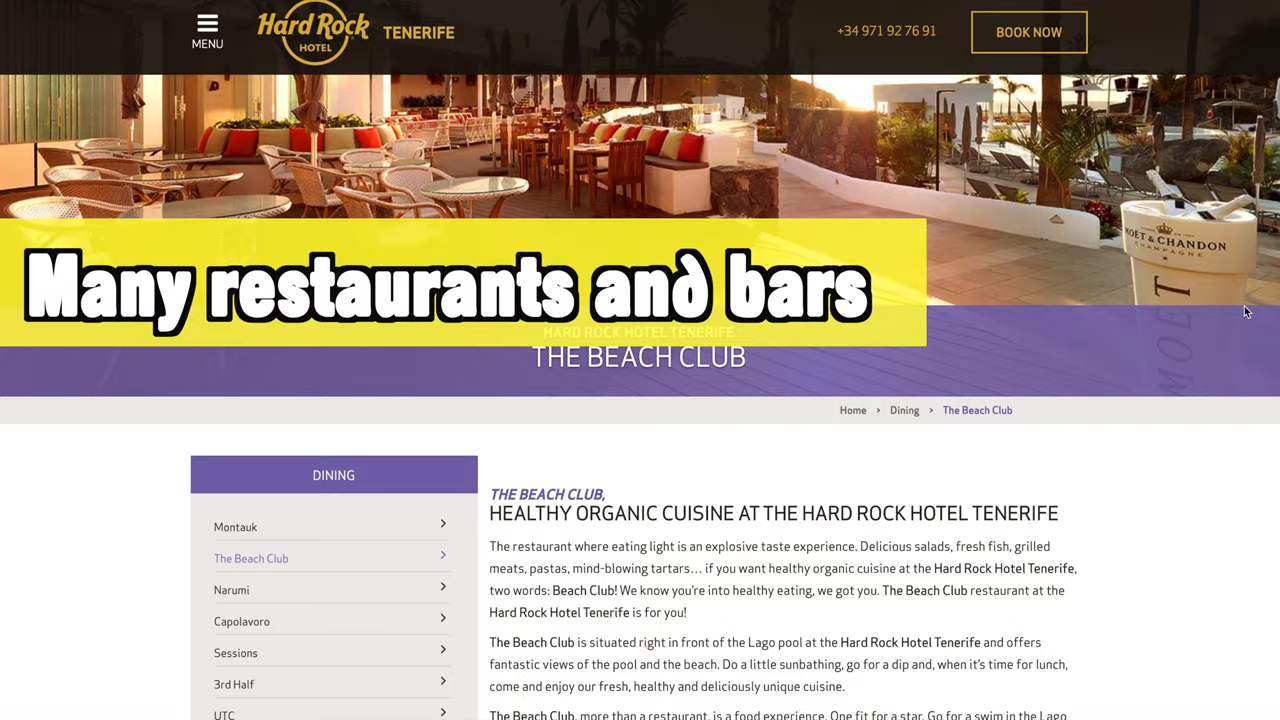 MENU
Hard Rock
HOTEL
TENERIFE
+34 971 92 76 91
BOOK NOW
MOËT & CHANDON
CHAMPAGNE
MOËT
Many restaurants and bars
HARD ROCK HOTEL TENERIFE
THE BEACH CLUB
Home > Dining > The Beach Club
DINING
Montauk
The Beach Club
Narumi
Capolavoro
Sessions
3rd Half
UTC
THE BEACH CLUB,
HEALTHY ORGANIC CUISINE AT THE HARD ROCK HOTEL TENERIFE
The restaurant where eating light is an explosive taste experience. Delicious salads, fresh fish, grilled
meats, pastas, mind-blowing tartars… if you want healthy organic cuisine at the Hard Rock Hotel Tenerife,
two words: Beach Club! We know you're into healthy eating, we got you. The Beach Club restaurant at the
Hard Rock Hotel Tenerife is for you!
The Beach Club is situated right in front of the Lago pool at the Hard Rock Hotel Tenerife and offers
fantastic views of the pool and the beach. Do a little sunbathing, go for a dip and, when it's time for lunch,
come and enjoy our fresh, healthy and deliciously unique cuisine.
The Beach Club, more than a restaurant, is a food experience. One fit for a star. Go for a swim in the Lago